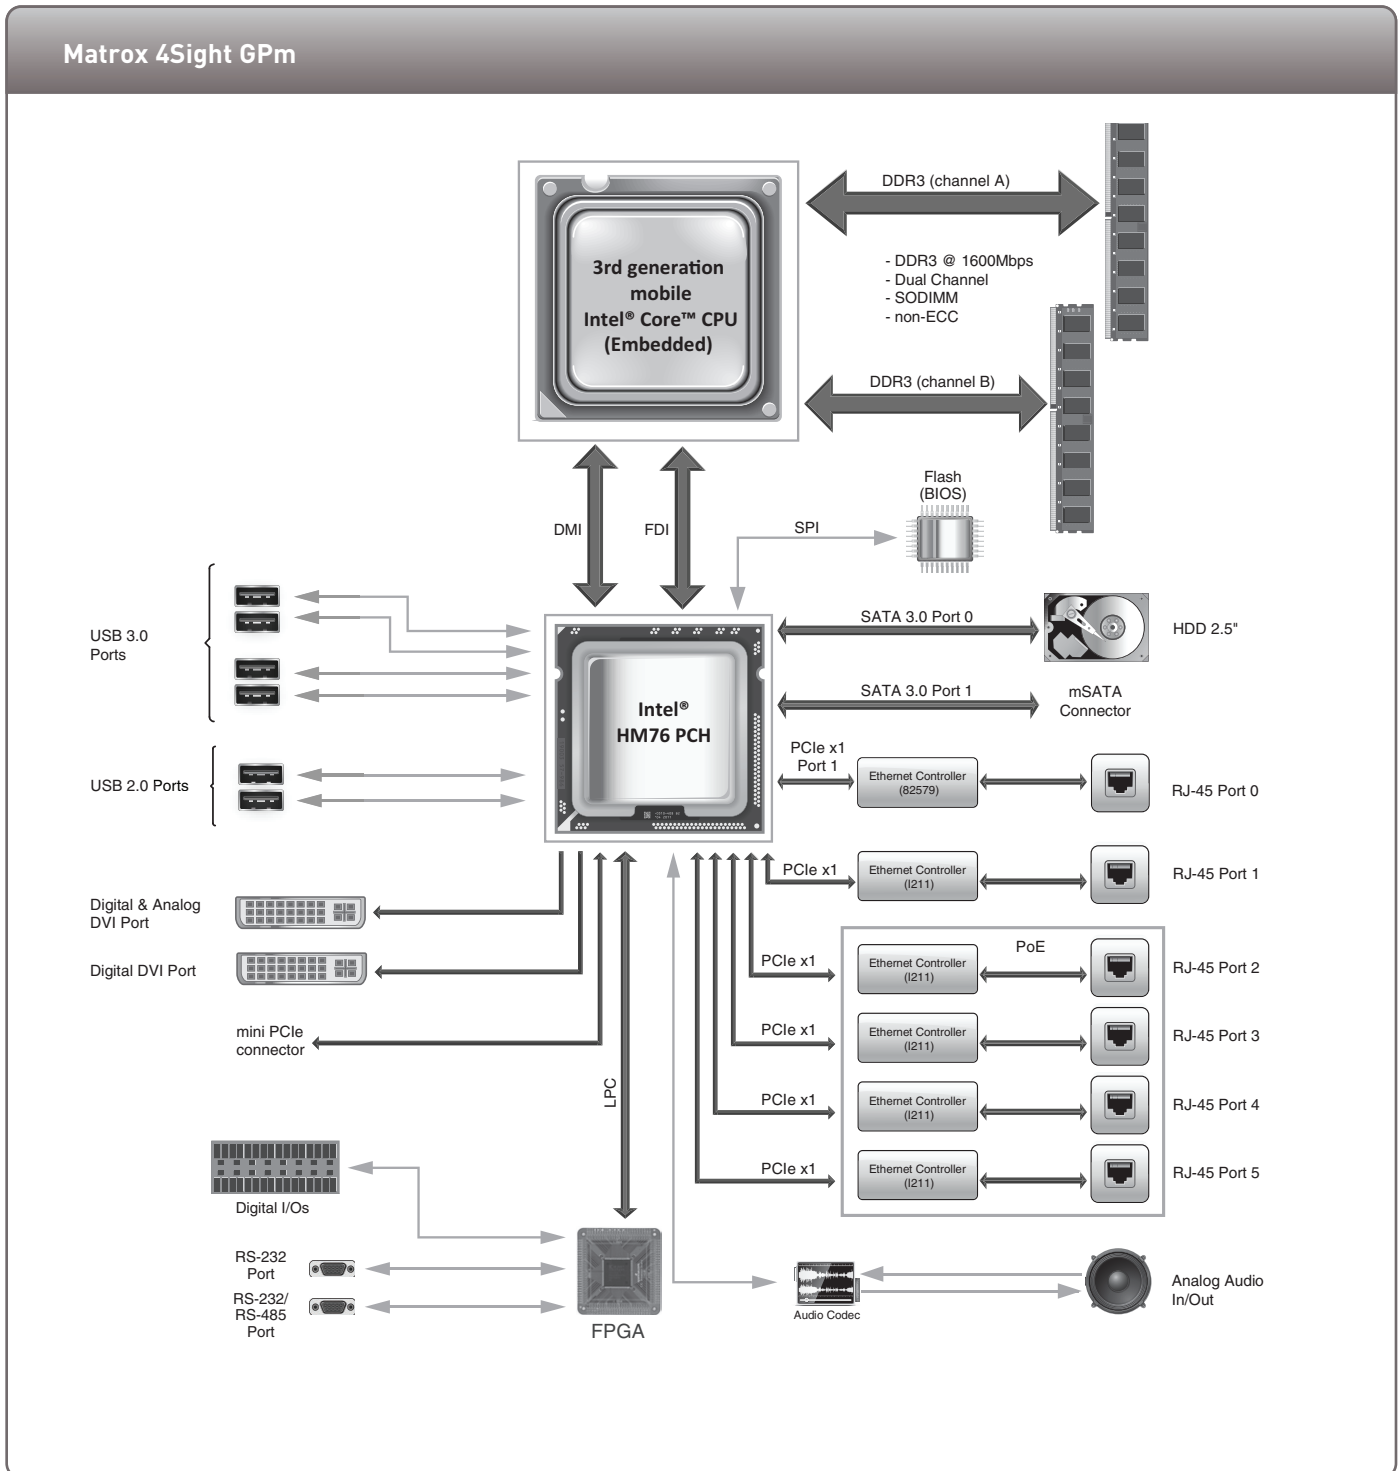 Matrox 4Sight GPm
3rd generation
mobile
Intel® Core™ CPU
(Embedded)
DDR3 (channel A)
- DDR3 @ 1600Mbps
- Dual Channel
- SODIMM
- non-ECC
DDR3 (channel B)
DMI
FDI
SPI
Flash
(BIOS)
USB 3.0
Ports
USB 2.0 Ports
Intel®
HM76 PCH
SATA 3.0 Port 0
HDD 2.5"
SATA 3.0 Port 1
mSATA
Connector
PCIe x1
Port 1
Ethernet Controller
(82579)
RJ-45 Port 0
PCIe x1
Ethernet Controller
(I211)
RJ-45 Port 1
Digital & Analog
DVI Port
Digital DVI Port
mini PCIe
connector
LPC
PoE
PCIe x1
Ethernet Controller
(I211)
RJ-45 Port 2
PCIe x1
Ethernet Controller
(I211)
RJ-45 Port 3
PCIe x1
Ethernet Controller
(I211)
RJ-45 Port 4
PCIe x1
Ethernet Controller
(I211)
RJ-45 Port 5
Digital I/Os
RS-232
Port
RS-232/
RS-485
Port
FPGA
Audio Codec
Analog Audio
In/Out